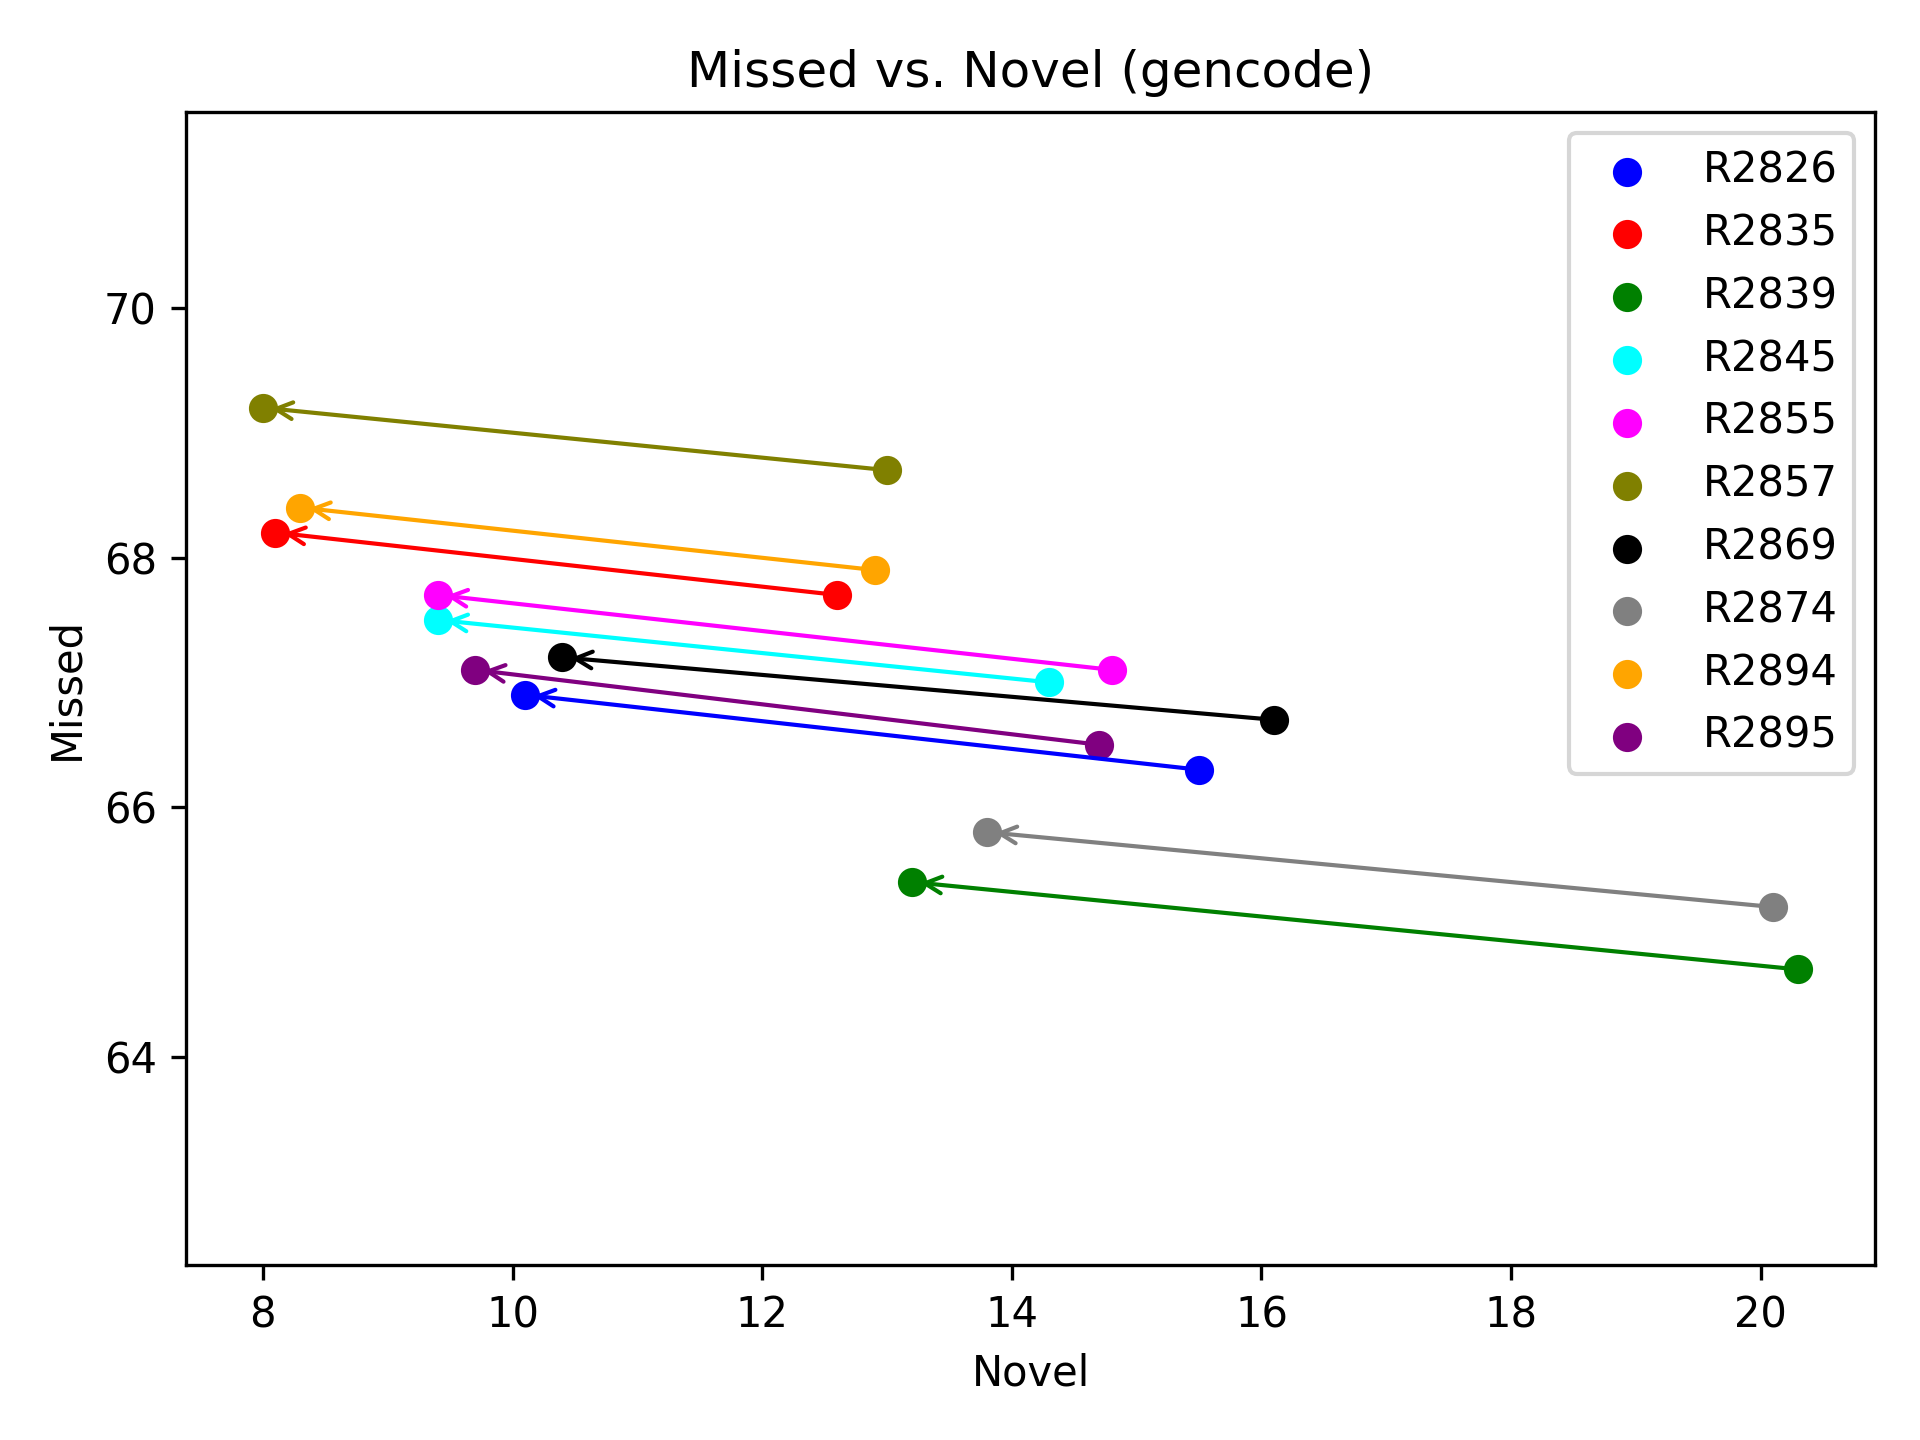 Missed vs. Novel (gencode)
R2826
R2835
R2839
R2845
R2855
R2857
R2869
R2874
R2894
R2895
70
68
66
64
Missed
8 10 12 14 16 18 20
Novel